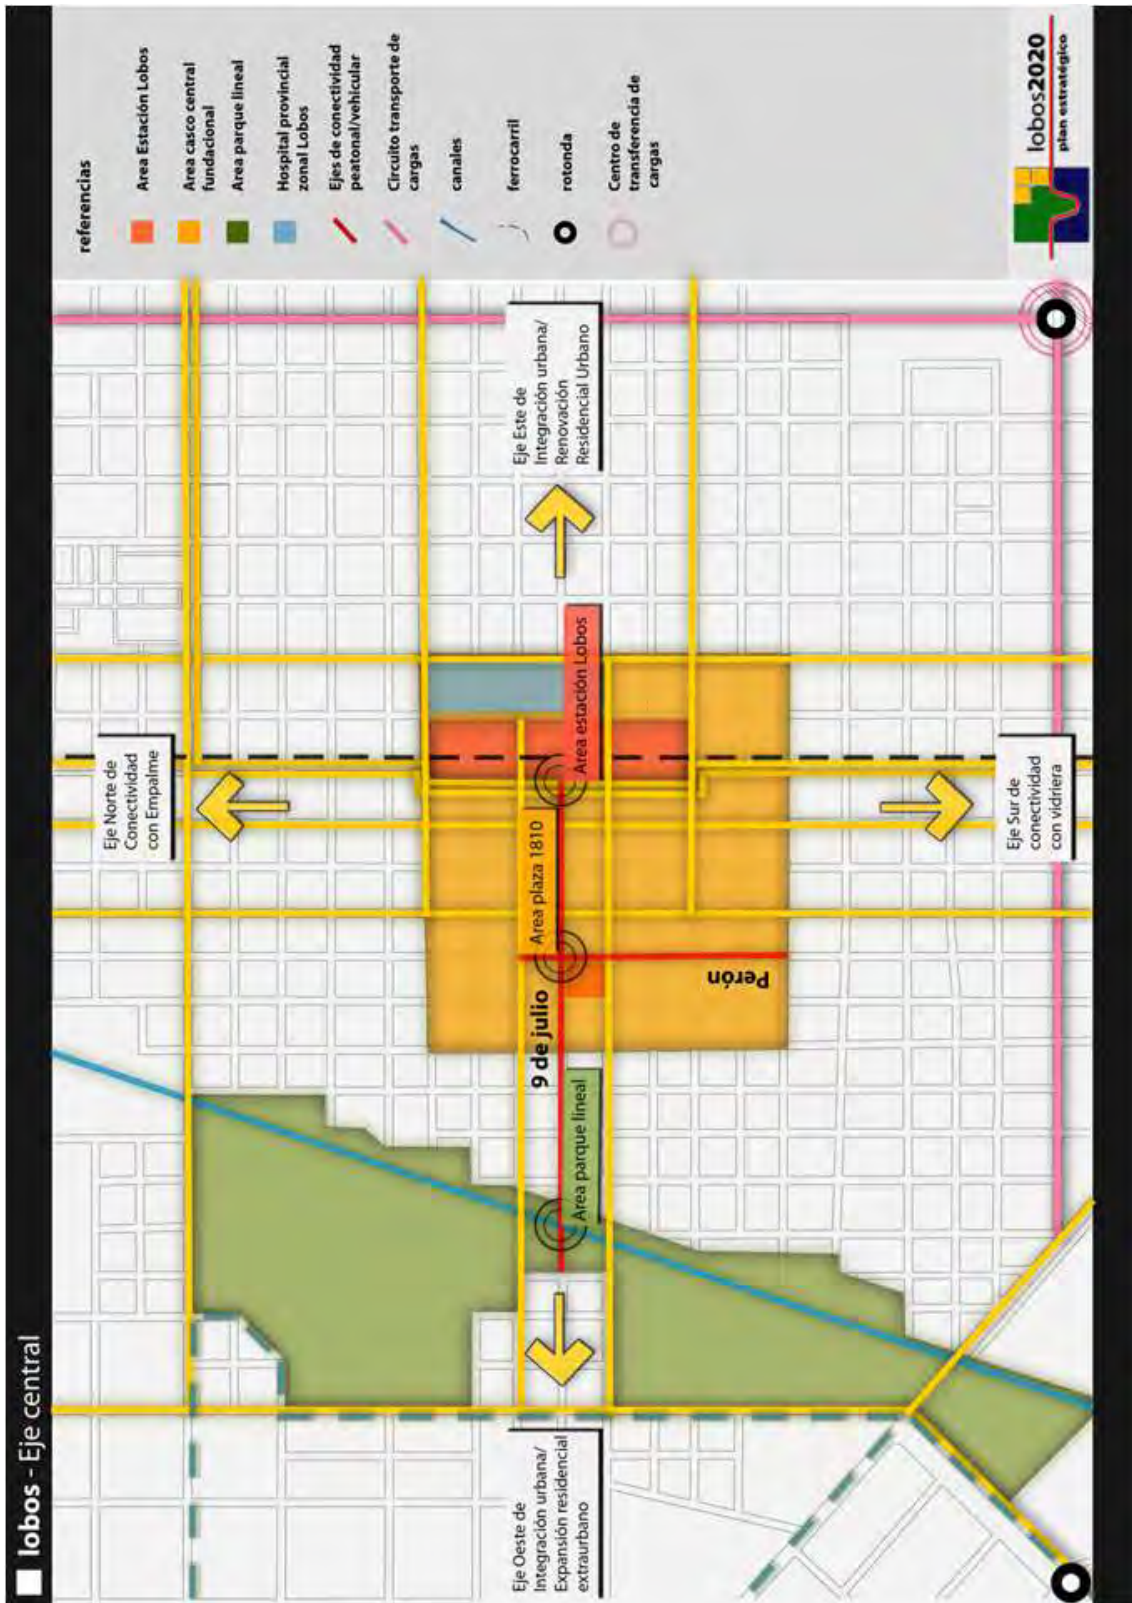 lobos - Eje central
Eje Oeste de
Integración urbana/
Expansión residencial
extraurbano
Eje Norte de
Conectividad
con Empalme
Area parque lineal
9 de julio
Area plaza 1810
Perón
Area estación Lobos
Eje Sur de
conectividad
con vidriera
Eje Este de
Integración urbana/
Renovación
Residencial Urbano
referencias
Area Estación Lobos
Area casco central
fundacional
Area parque lineal
Hospital provincial
zonal Lobos
Ejes de conectividad
peatonal/vehicular
Circuito transporte de
cargas
canales
ferrocarril
rotonda
Centro de
transferencia de
cargas
lobos2020
plan estratégico